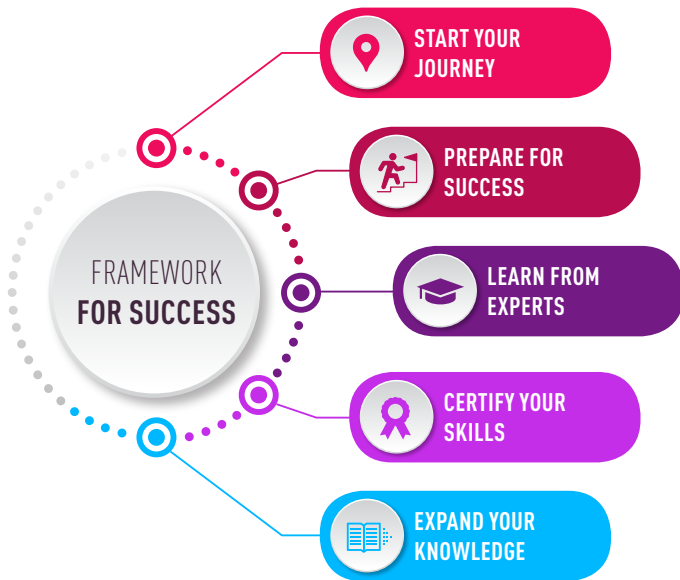 START YOUR
JOURNEY
PREPARE FOR
SUCCESS
FRAMEWORK
FOR SUCCESS
LEARN FROM
EXPERTS
CERTIFY YOUR
SKILLS
EXPAND YOUR
KNOWLEDGE